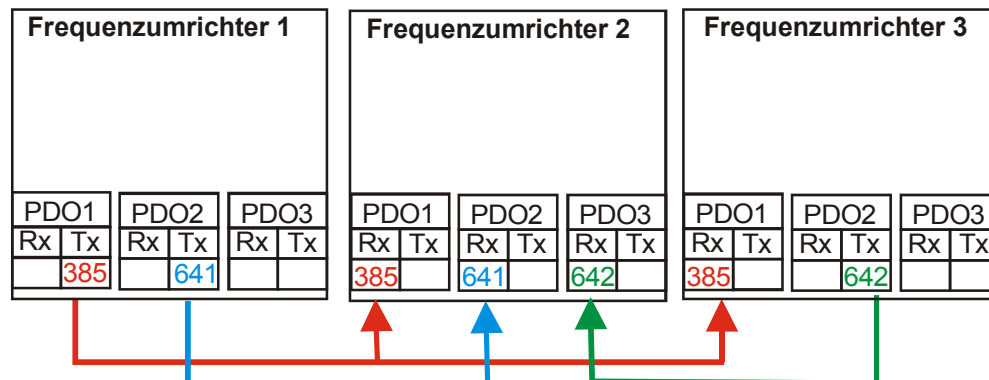 Frequenzumrichter 1 Frequenzumrichter 2 Frequenzumrichter 3
PDO1 PDO2 PDO3 PDO1 PDO2 PDO3 PDO1 PDO2 PDO3
Rx Tx Rx Tx Rx Tx Rx Tx Rx Tx Rx Tx Rx Tx Rx Tx Rx Tx
385 641 385 641 642 385 642